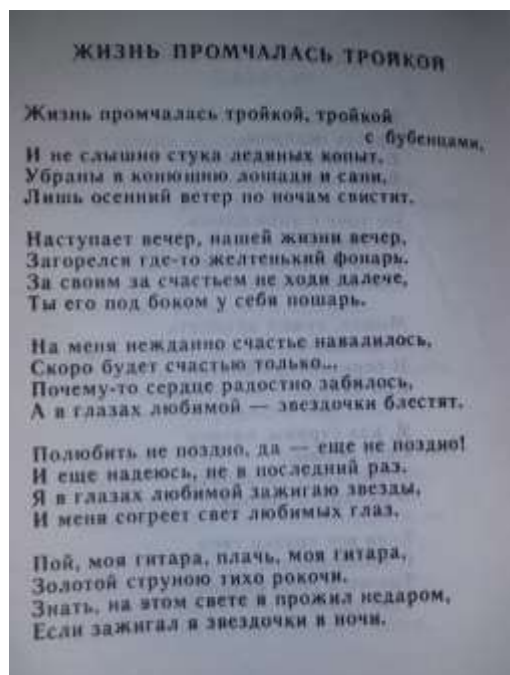 ЖИЗНЬ ПРОМЧАЛАСЬ ТРОЙКОЙ
Жизнь промчалась тройкой, тройкой
с бубенцами,
И не слышно стука ледяных копыт,
Убраны в конюшню лошади и сани,
Лишь осенний ветер по ночам свистит.
Наступает вечер, нашей жизни вечер,
Загорелся где-то желтенький фонарь.
За своим за счастьем не ходи далече,
Ты его под боком у себя пошарь.
На меня нежданно счастье навалилось,
Скоро будет счастью только...
Почему-то сердце радостно забилось,
А в глазах любимой — звездочки блестят.
Полюбить не поздно, да — еще не поздно!
И еще надеюсь, не в последний раз.
Я в глазах любимой зажигаю звезды,
И меня согреет свет любимых глаз.
Пой, моя гитара, плачь, моя гитара,
Золотой струною тихо рокочи.
Знать, на этом свете я прожил недаром,
Если зажигал я звездочки в ночи.